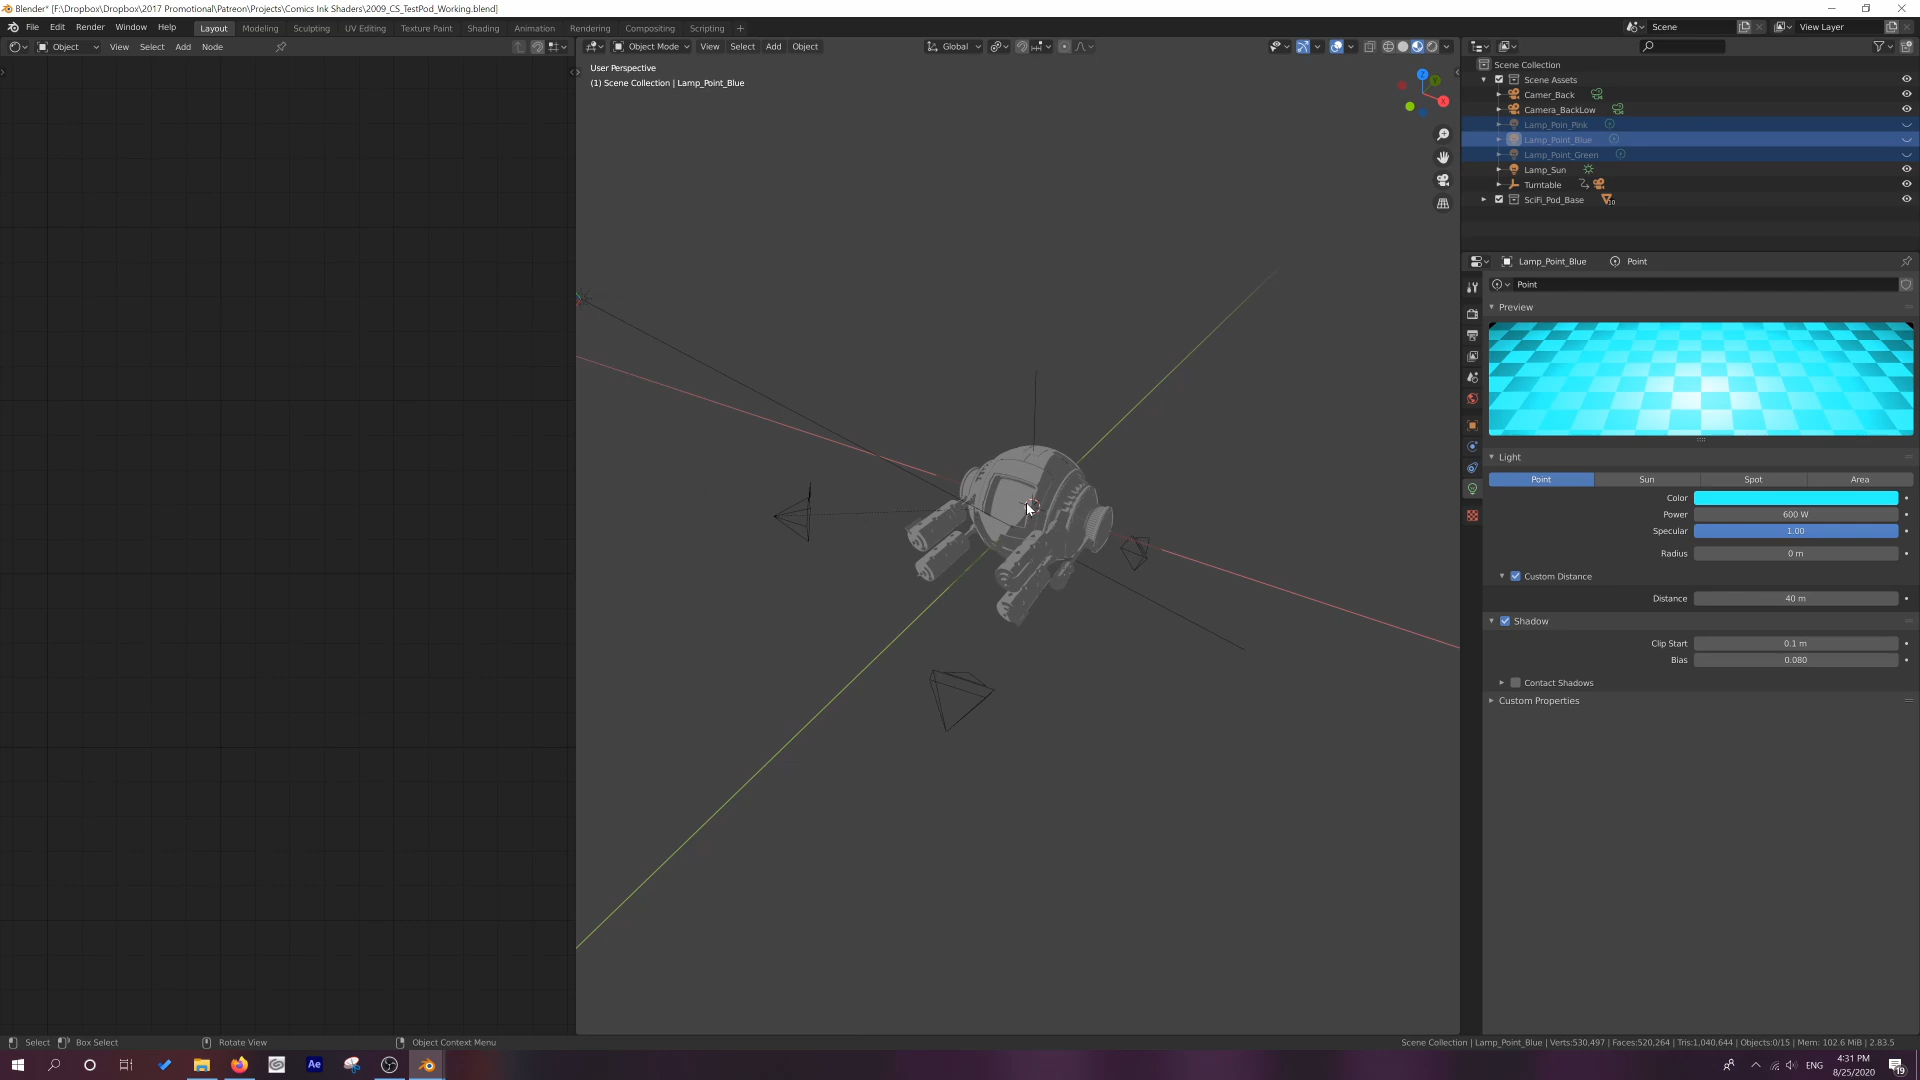 Blender* [F:\Dropbox\Dropbox\2017 Promotional\Patreon\Projects\Comics Ink Shaders\2009_CS_TestPod_Working.blend]
File Edit Render Window Help Layout Modeling Sculpting UV Editing Texture Paint Shading Animation Rendering Compositing Scripting + Scene View Layer
Object View Select Add Node Object Mode View Select Add Object Global
User Perspective
(1) Scene Collection | Lamp_Point_Blue
Z
Y
X
Scene Collection
Scene Assets
Camer_Back
Camera_BackLow
Lamp_Poin_Pink
Lamp_Point_Blue
Lamp_Point_Green
Lamp_Sun
Turntable
SciFi_Pod_Base 10
Lamp_Point_Blue Point
Point
Preview
Light
Point Sun Spot Area
Color
Power 600 W
Specular 1.00
Radius 0 m
Custom Distance
Distance 40 m
Shadow
Clip Start 0.1 m
Bias 0.080
Contact Shadows
Custom Properties
Select Box Select Rotate View Object Context Menu Scene Collection | Lamp_Point_Blue | Verts:530,497 | Faces:520,264 | Tris:1,040,644 | Objects:0/15 | Mem: 102.6 MiB | 2.83.5
Ae ENG 4:31 PM
8/25/2020 19